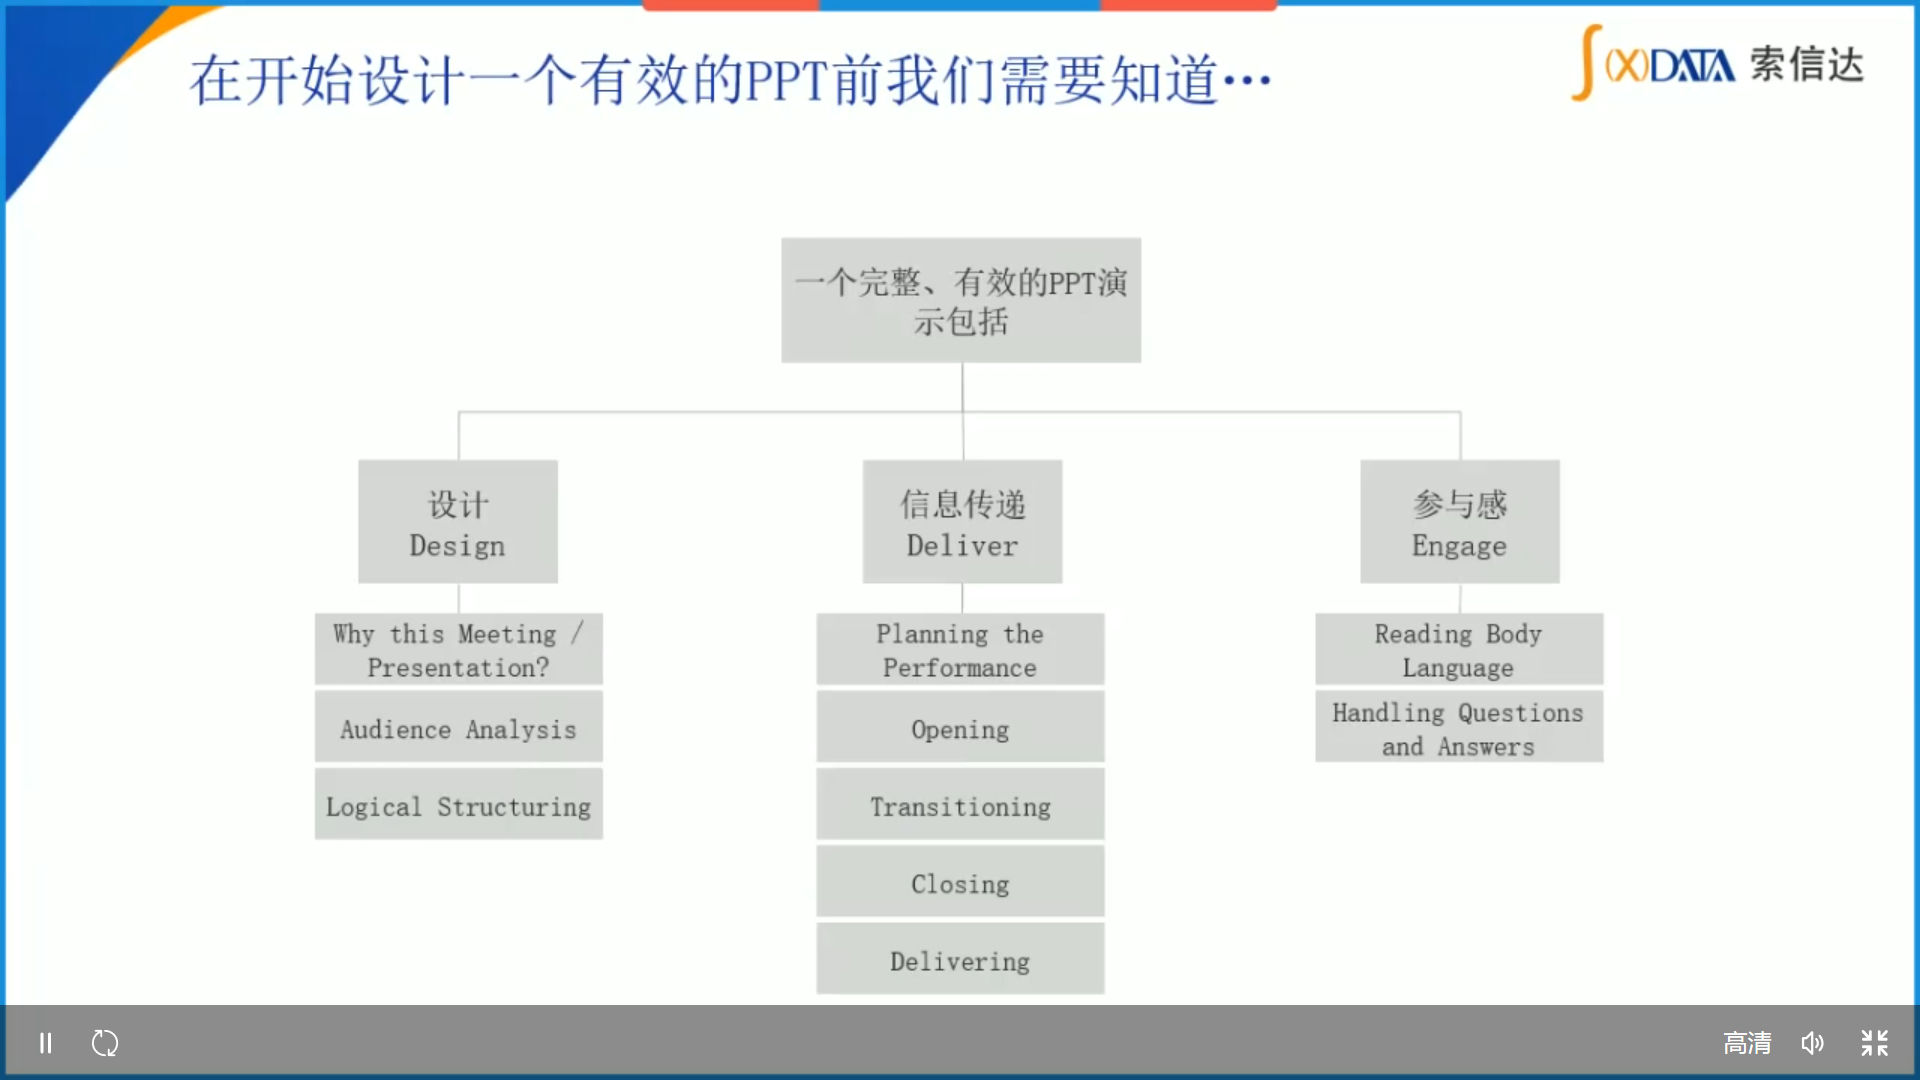 在开始设计一个有效的PPT前我们需要知道…
(X)DATA 索信达
一个完整、有效的PPT演
示包括
设计
Design
信息传递
Deliver
参与感
Engage
Why this Meeting /
Presentation?
Audience Analysis
Logical Structuring
Planning the
Performance
Opening
Transitioning
Closing
Delivering
Reading Body
Language
Handling Questions
and Answers
高清